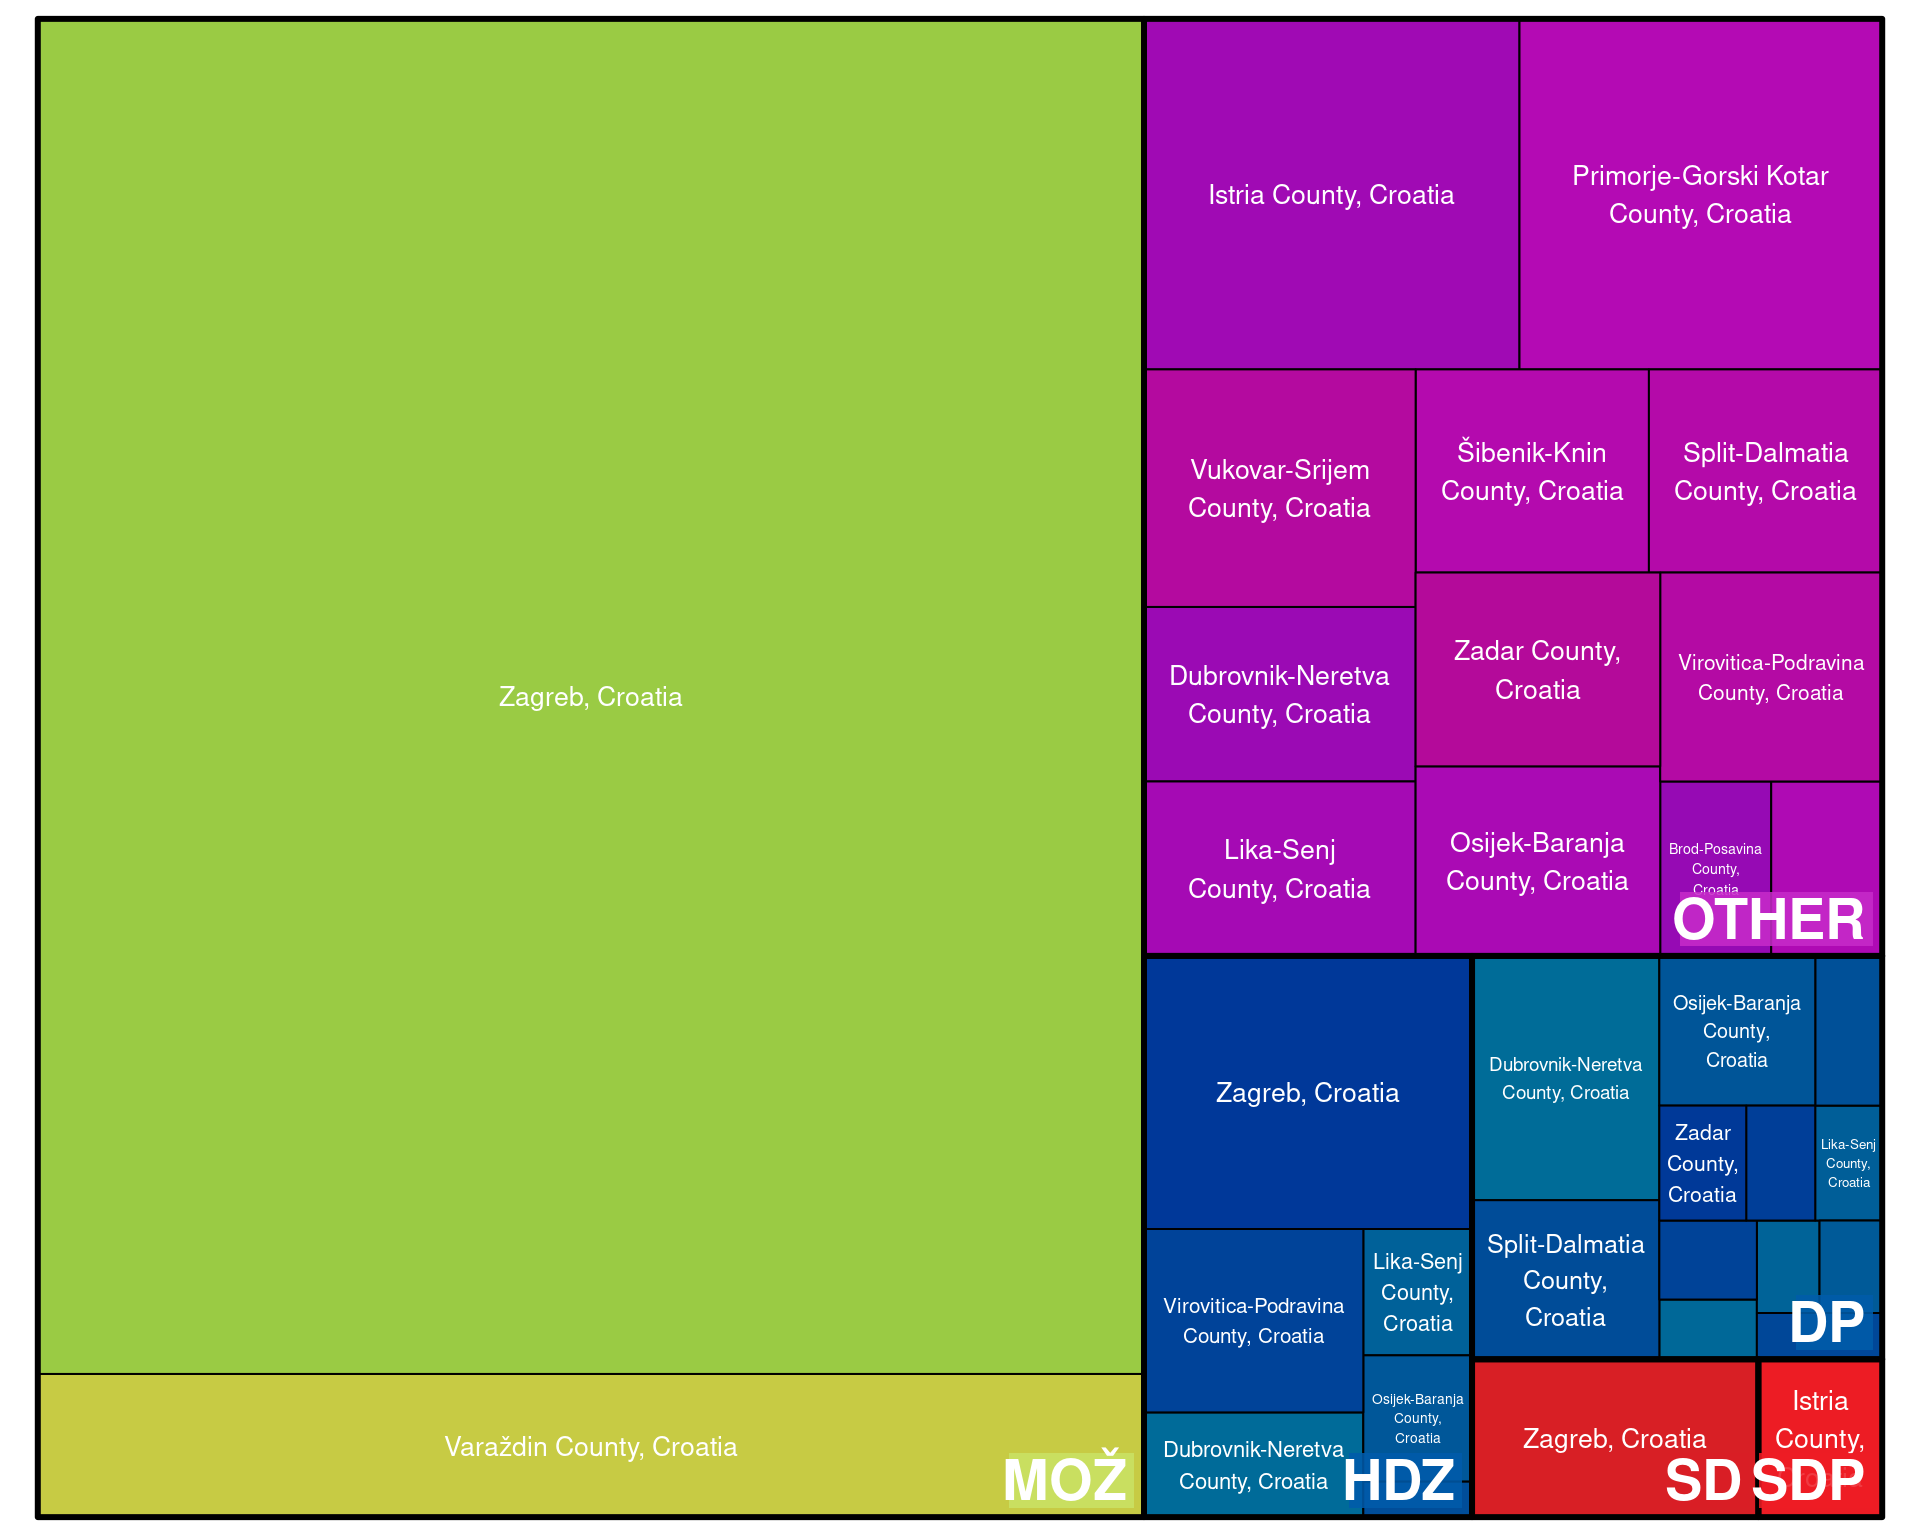 Zagreb, Croatia
Varaždin County, Croatia
MOŽ
Istria County, Croatia
Primorje-Gorski Kotar
County, Croatia
Vukovar-Srijem
County, Croatia
Šibenik-Knin
County, Croatia
Split-Dalmatia
County, Croatia
Dubrovnik-Neretva
County, Croatia
Zadar County,
Croatia
Virovitica-Podravina
County, Croatia
Lika-Senj
County, Croatia
Osijek-Baranja
County, Croatia
Brod-Posavina
County,
Croatia
OTHER
Zagreb, Croatia
Virovitica-Podravina
County, Croatia
Lika-Senj
County,
Croatia
Osijek-Baranja
County,
Croatia
Dubrovnik-Neretva
County, Croatia
HDZ
Dubrovnik-Neretva
County, Croatia
Osijek-Baranja
County,
Croatia
Zadar
County,
Croatia
Lika-Senj
County,
Croatia
Split-Dalmatia
County,
Croatia
DP
Zagreb, Croatia
SD
Istria
County,
SDP